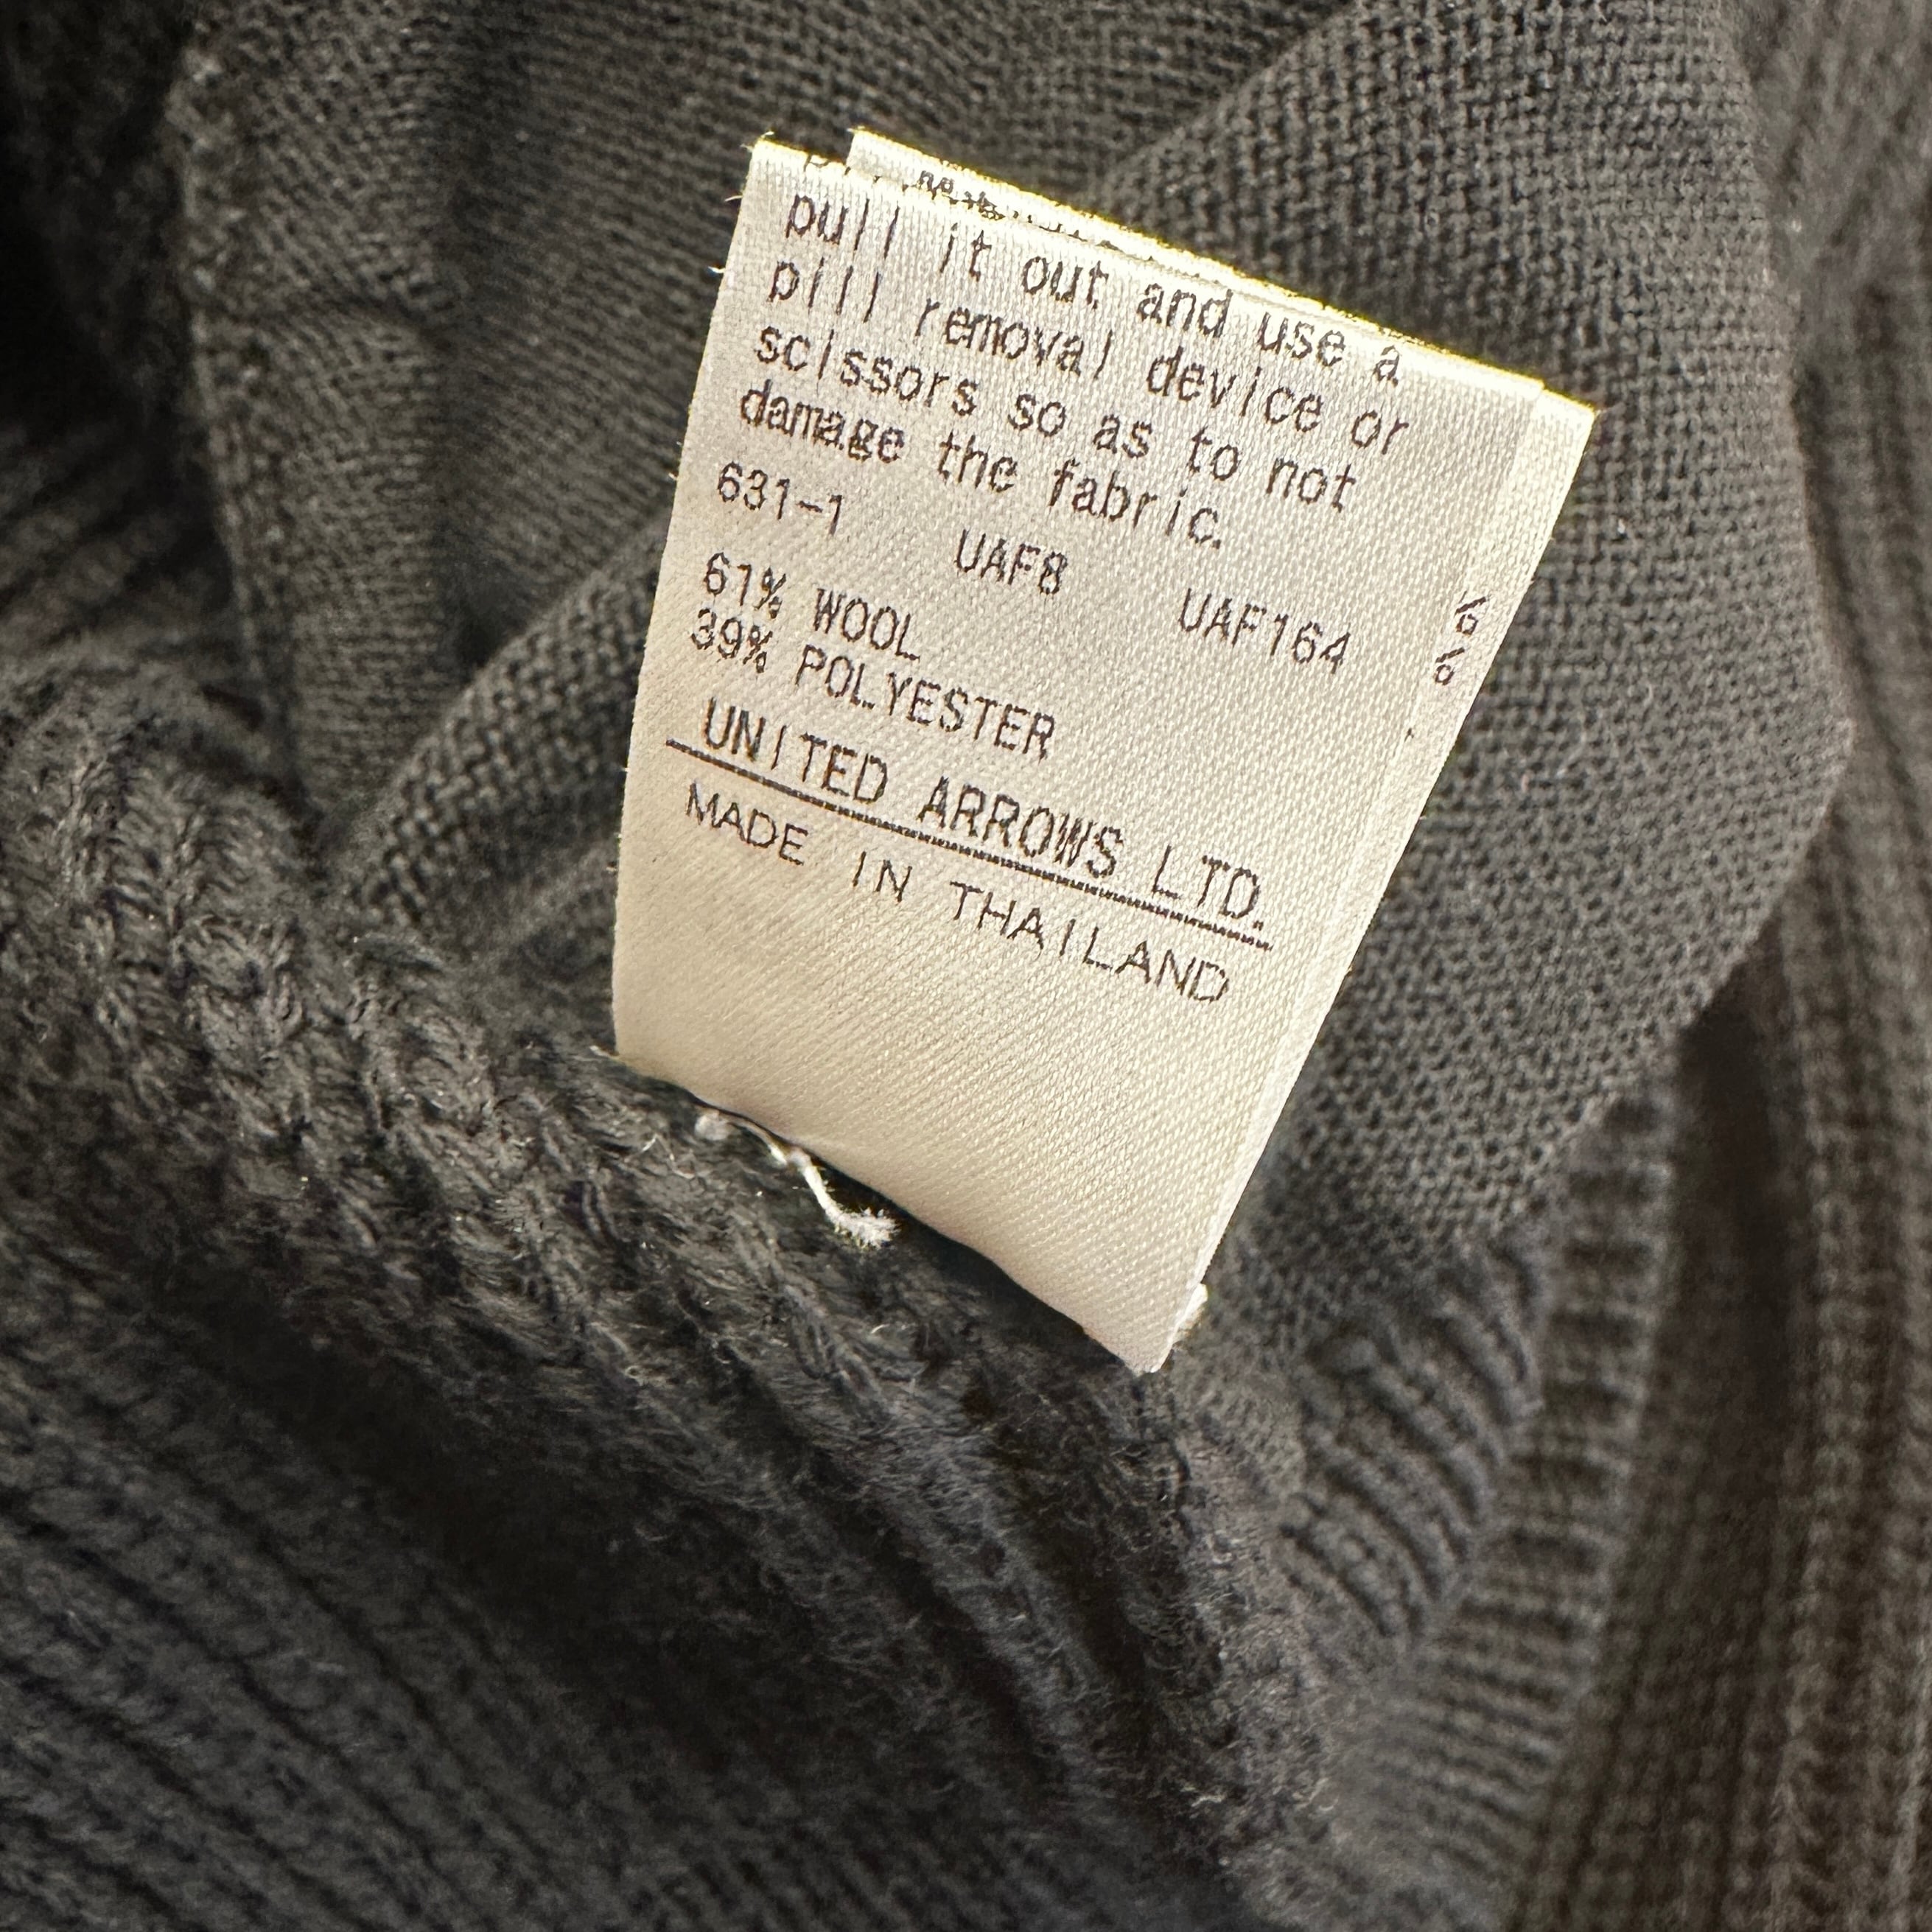 pull it out and use a
pill removal device or
scissors so as to not
damage the fabric.
631-1 UAF8 UAF164
61% WOOL
39% POLYESTER
UNITED ARROWS LTD.
MADE IN THAILAND